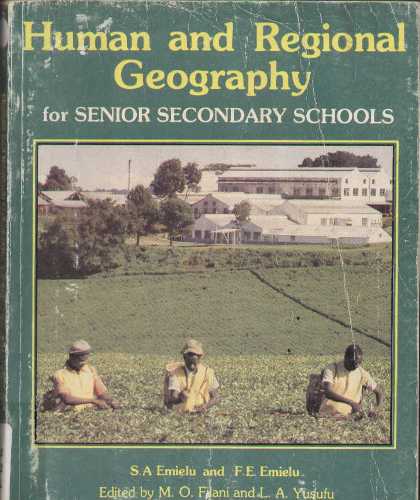 Human and Regional
Geography
for SENIOR SECONDARY SCHOOLS
S.A Emielu and F.E. Emielu
Edited by M. O. Filani and L. A. Yusufu